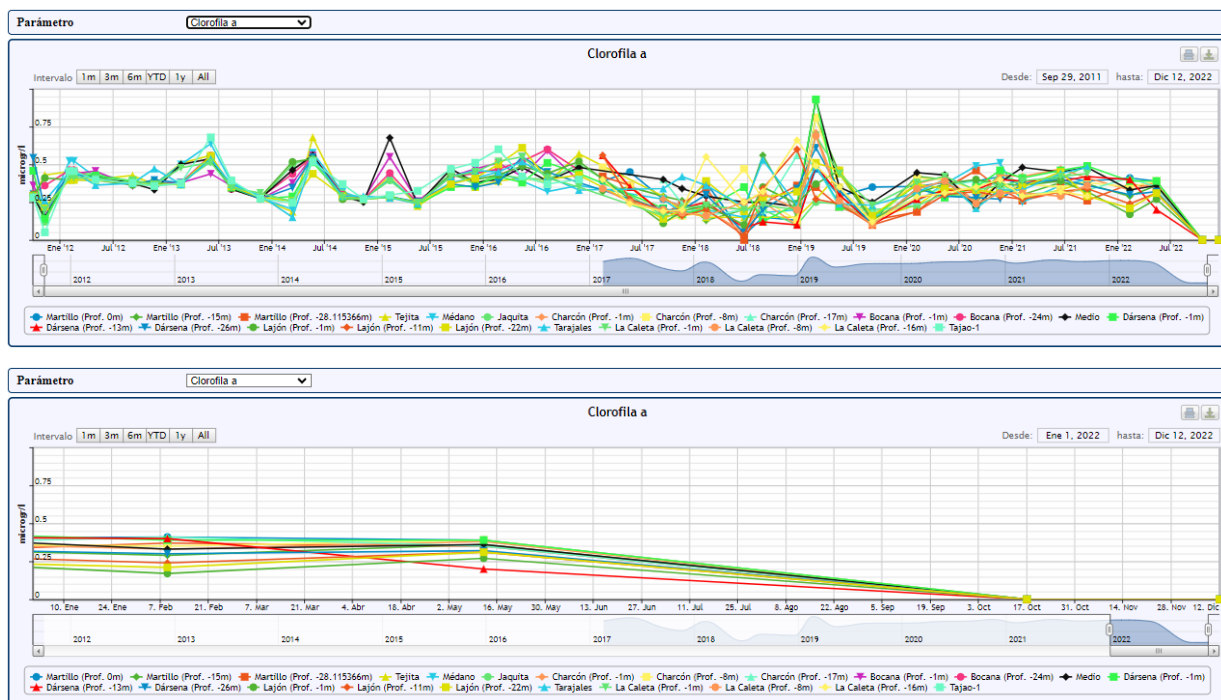 Parámetro Clorofila a
Clorofila a
Intervalo 1m 3m 6m YTD 1y All Desde: Sep 29, 2011 hasta: Dic 12, 2022
microgr/l
0.75
0.5
0.25
0
Ene '12 Jul '12 Ene '13 Jul '13 Ene '14 Jul '14 Ene '15 Jul '15 Ene '16 Jul '16 Ene '17 Jul '17 Ene '18 Jul '18 Ene '19 Jul '19 Ene '20 Jul '20 Ene '21 Jul '21 Ene '22 Jul '22
2012 2013 2014 2015 2016 2017 2018 2019 2020 2021 2022
Martillo (Prof. 0m) Martillo (Prof. -15m) Martillo (Prof. -28.115366m) Tejita Médano Jaquita Charcón (Prof. -1m) Charcón (Prof. -8m) Charcón (Prof. -17m) Bocana (Prof. -1m) Bocana (Prof. -24m) Medio Dársena (Prof. -1m)
Dársena (Prof. -13m) Dársena (Prof. -26m) Lajón (Prof. -1m) Lajón (Prof. -11m) Lajón (Prof. -22m) Tarajales La Caleta (Prof. -1m) La Caleta (Prof. -8m) La Caleta (Prof. -16m) Tajao-1
Parámetro Clorofila a
Clorofila a
Intervalo 1m 3m 6m YTD 1y All Desde: Ene 1, 2022 hasta: Dic 12, 2022
microgr/l
0.75
0.5
0.25
0
10. Ene 24. Ene 7. Feb 21. Feb 7. Mar 21. Mar 4. Abr 18. Abr 2. May 16. May 30. May 13. Jun 27. Jun 11. Jul 25. Jul 8. Ago 22. Ago 5. Sep 19. Sep 3. Oct 17. Oct 31. Oct 14. Nov 28. Nov 12. Dic
2012 2013 2014 2015 2016 2017 2018 2019 2020 2021 2022
Martillo (Prof. 0m) Martillo (Prof. -15m) Martillo (Prof. -28.115366m) Tejita Médano Jaquita Charcón (Prof. -1m) Charcón (Prof. -8m) Charcón (Prof. -17m) Bocana (Prof. -1m) Bocana (Prof. -24m) Medio Dársena (Prof. -1m)
Dársena (Prof. -13m) Dársena (Prof. -26m) Lajón (Prof. -1m) Lajón (Prof. -11m) Lajón (Prof. -22m) Tarajales La Caleta (Prof. -1m) La Caleta (Prof. -8m) La Caleta (Prof. -16m) Tajao-1